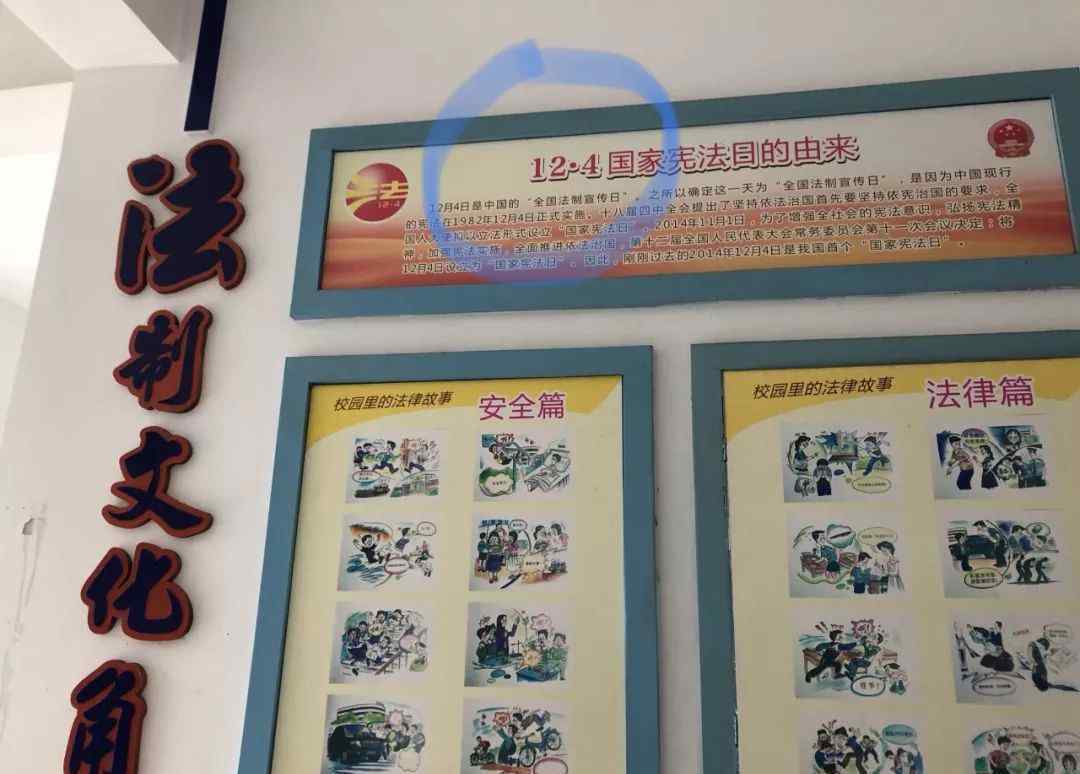 法制文化角
12·4国家宪法日的由来
12·4
12月4日是中国的“全国法制宣传日”，之所以确定这一天为“全国法制宣传日”，是因为中国现行
的宪法在1982年12月4日正式实施。十八届四中全会提出了坚持依法治国首先要坚持依宪治国的要求，全
国人大便拟以立法形式设立“国家宪法日”。2014年11月1日，为了增强全社会的宪法意识，弘扬宪法精
神，加强宪法实施，全面推进依法治国，第十二届全国人民代表大会常务委员会第十一次会议决定：将
12月4日设立为“国家宪法日”。因此，刚刚过去的2014年12月4日是我国首个“国家宪法日”。
校园里的法律故事 安全篇
校园里的法律故事 法律篇